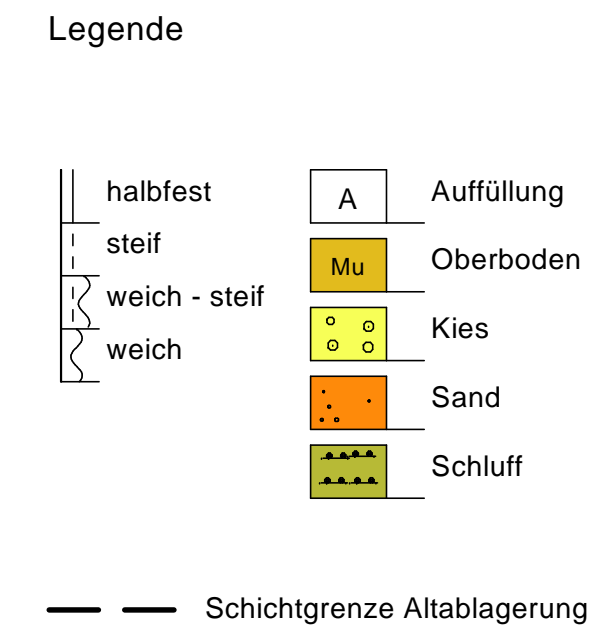 Legende
halbfest
steif
weich - steif
weich
A Auffüllung
Mu Oberboden
Kies
Sand
Schluff
Schichtgrenze Altablagerung